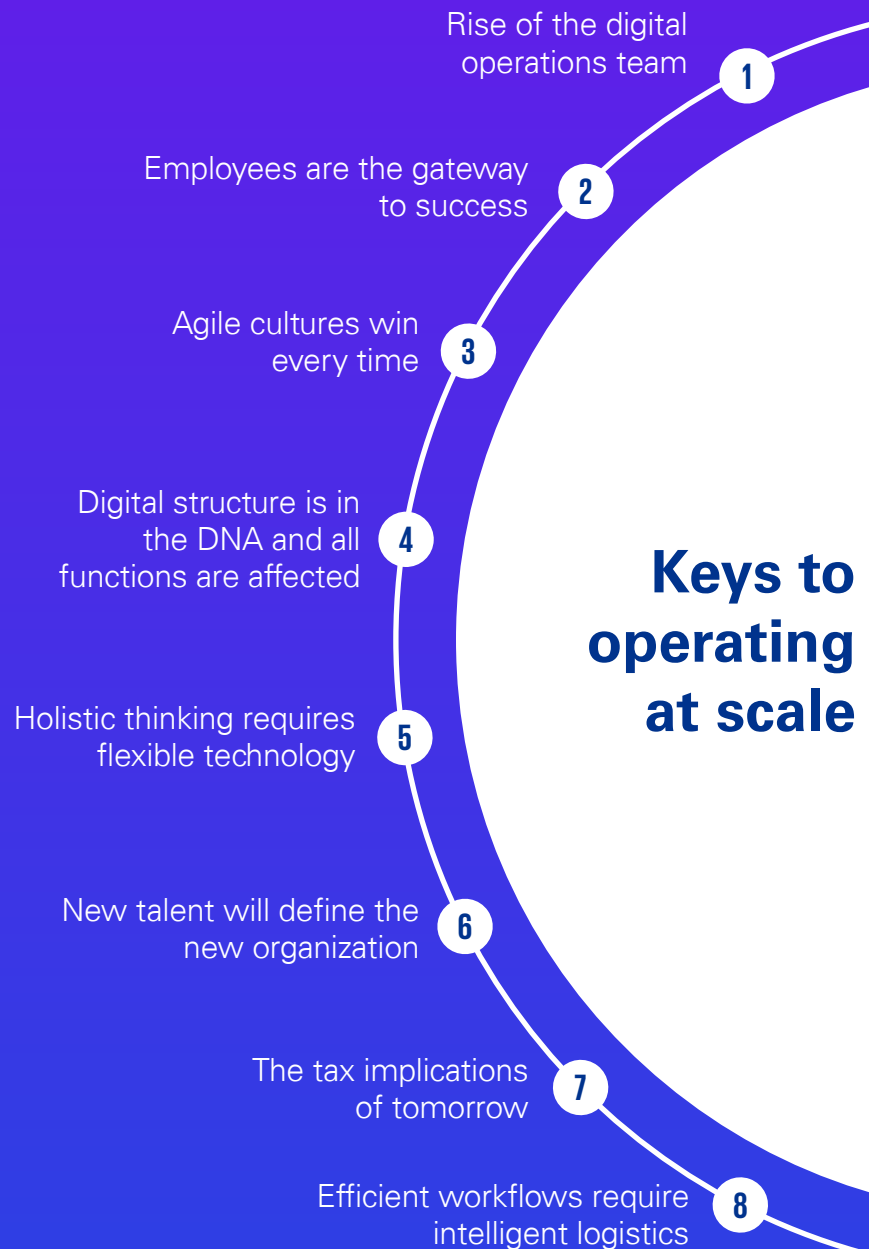 Rise of the digital
operations team
1
Employees are the gateway
to success
2
Agile cultures win
every time
3
Digital structure is in
the DNA and all
functions are affected
4
Holistic thinking requires
flexible technology
5
New talent will define the
new organization
6
The tax implications
of tomorrow
7
Efficient workflows require
intelligent logistics
8
Keys to
operating
at scale